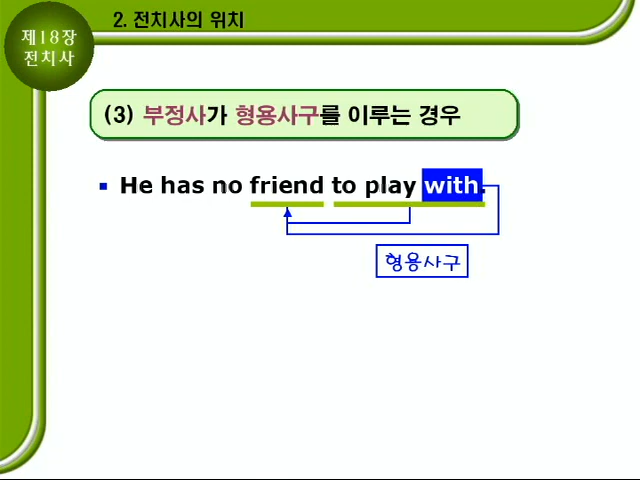 2. 전치사의 위치
제18장
전치사
(3) 부정사가 형용사구를 이루는 경우
He has no friend to play with.
형용사구